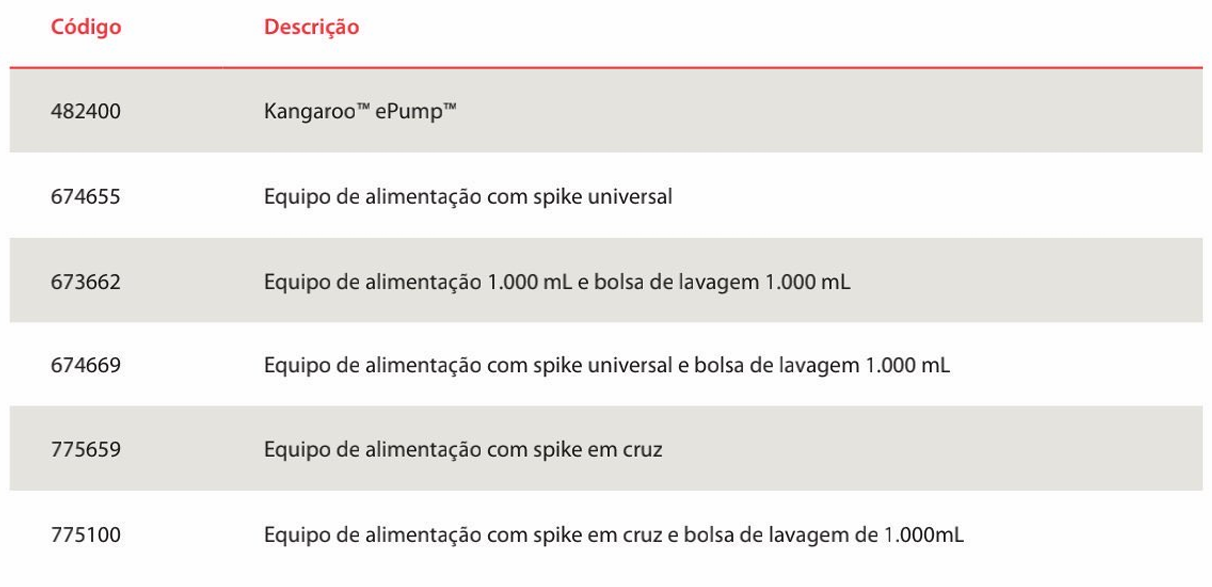 Código Descrição
482400 Kangaroo™ ePump™
674655 Equipo de alimentação com spike universal
673662 Equipo de alimentação 1.000 mL e bolsa de lavagem 1.000 mL
674669 Equipo de alimentação com spike universal e bolsa de lavagem 1.000 mL
775659 Equipo de alimentação com spike em cruz
775100 Equipo de alimentação com spike em cruz e bolsa de lavagem de 1.000mL